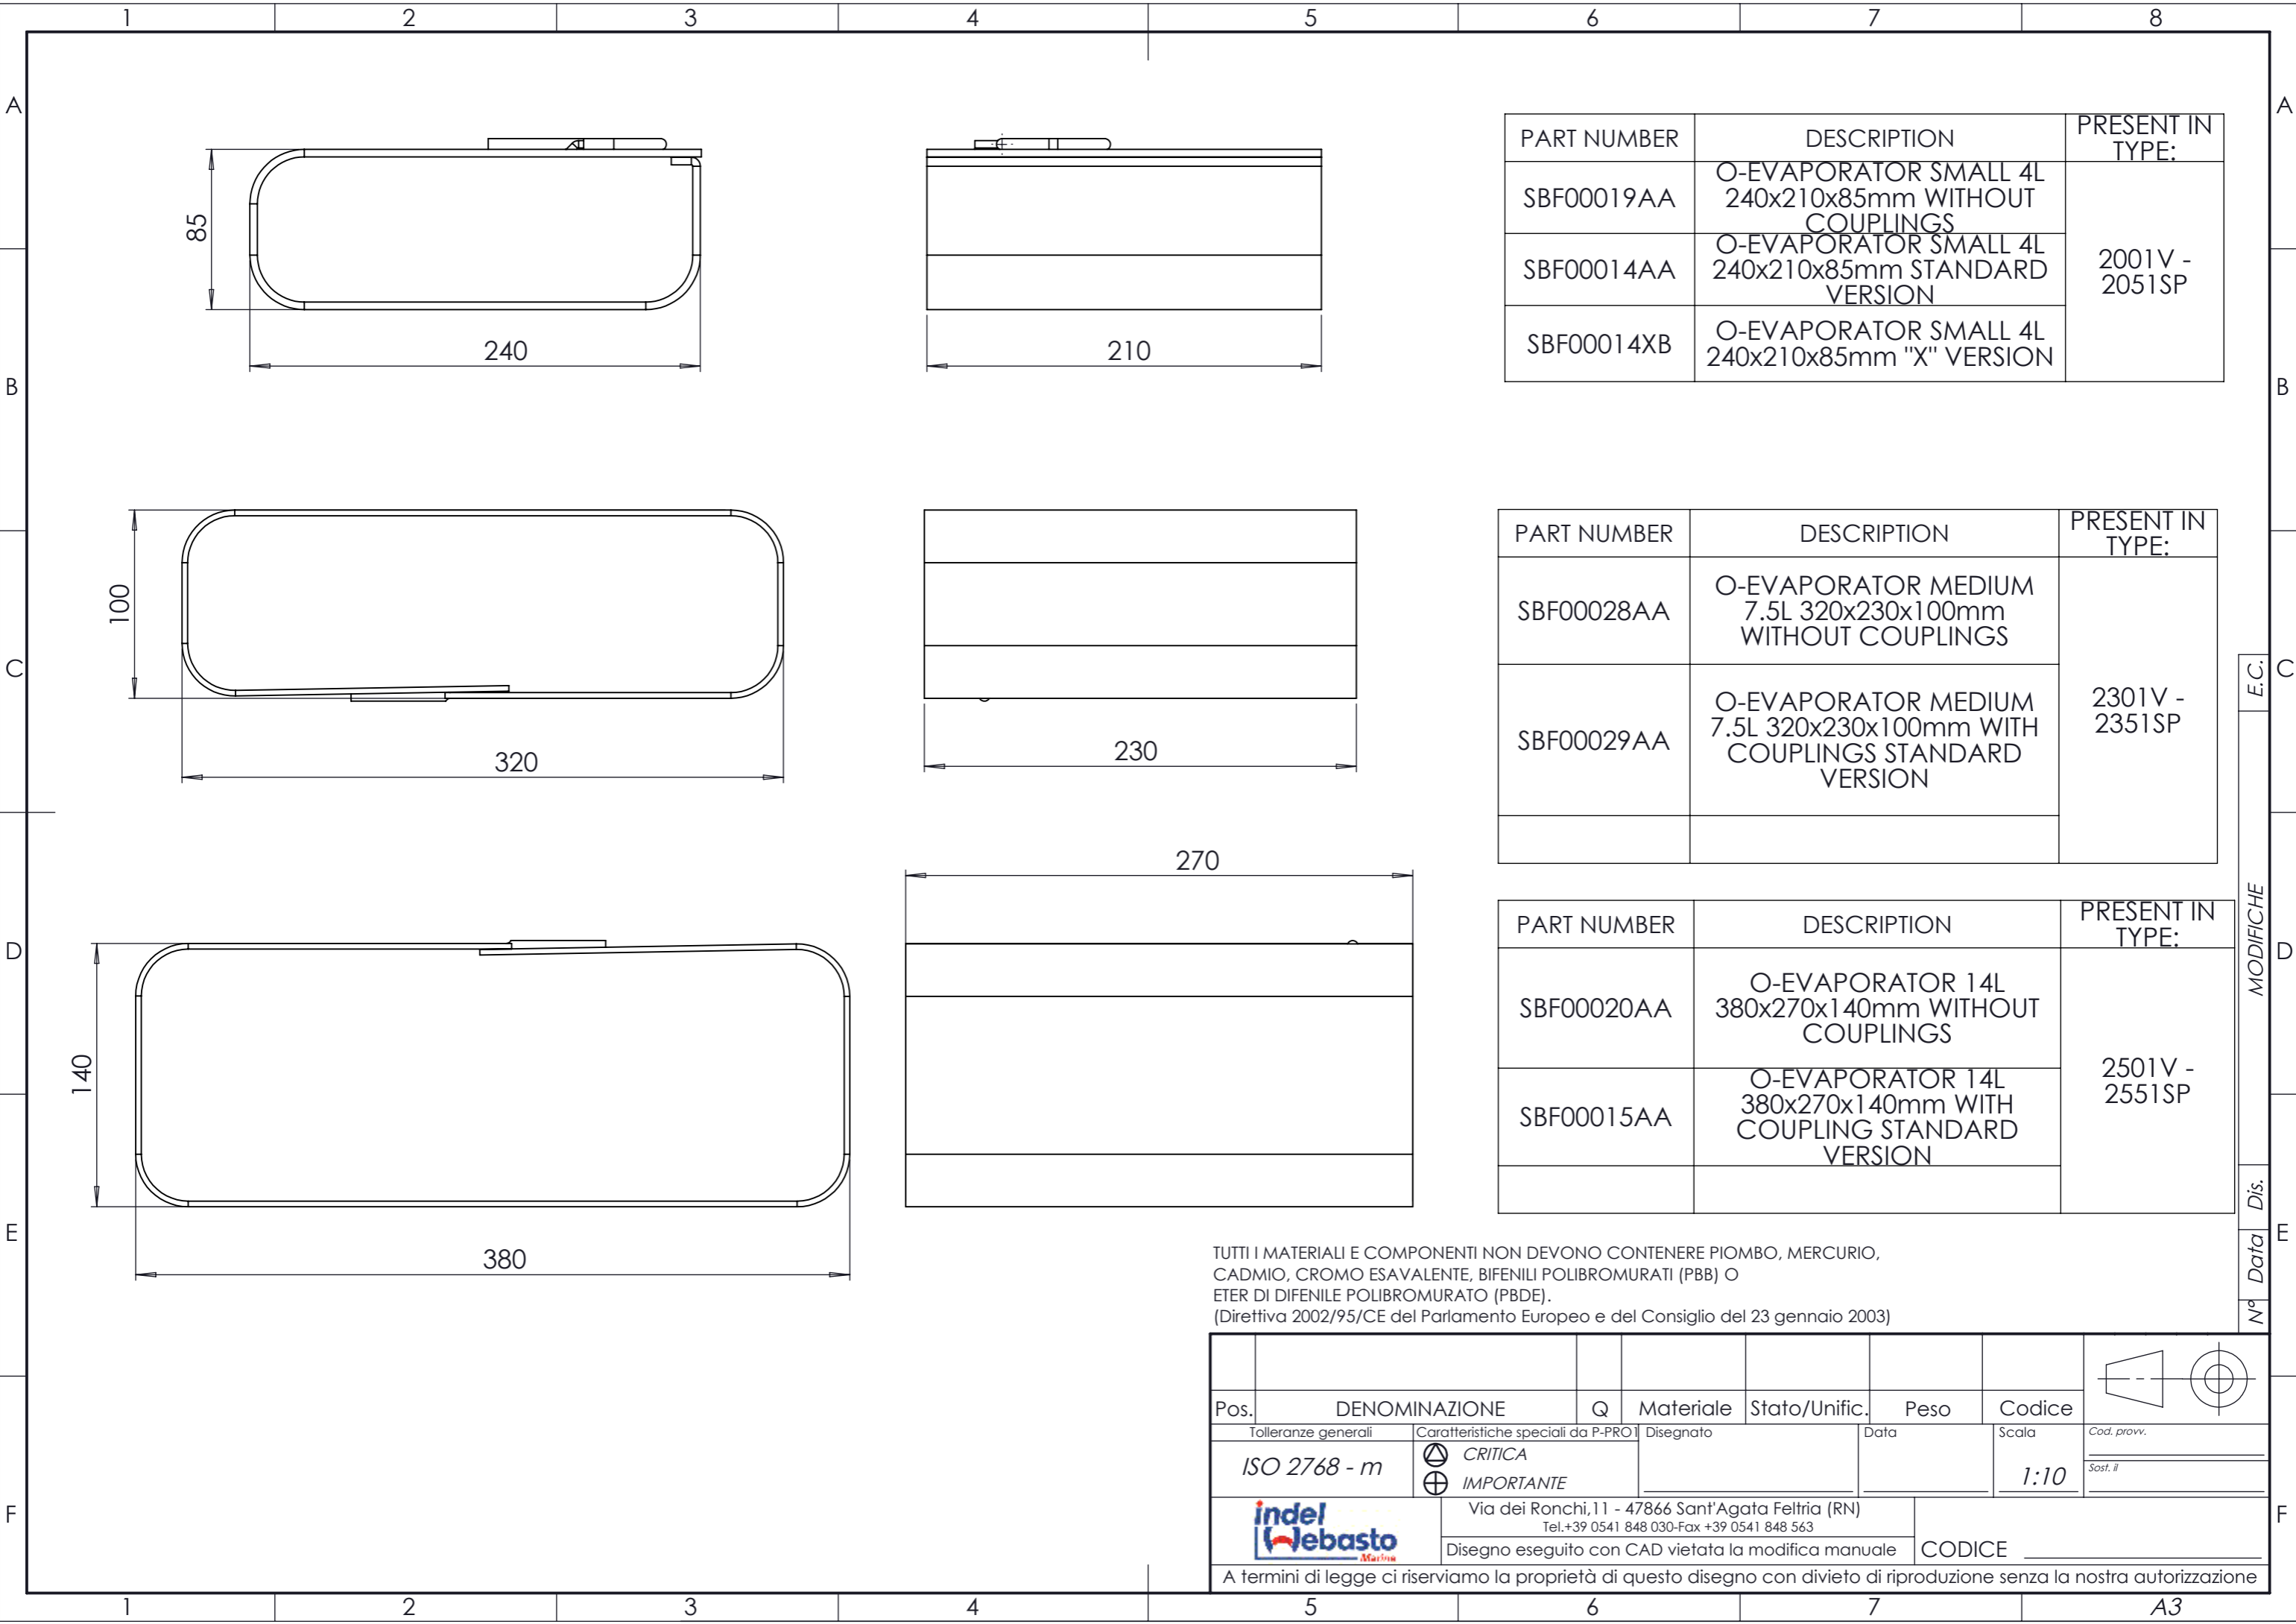 1 2 3 4 5 6 7 8
A A
B B
C C
D D
E E
F F
85
240
210
PART NUMBER DESCRIPTION PRESENT IN
TYPE:
SBF00019AA
O-EVAPORATOR SMALL 4L
240x210x85mm WITHOUT
COUPLINGS
SBF00014AA
O-EVAPORATOR SMALL 4L
240x210x85mm STANDARD
VERSION
SBF00014XB
O-EVAPORATOR SMALL 4L
240x210x85mm "X" VERSION
2001V -
2051SP
100
320
230
PART NUMBER DESCRIPTION PRESENT IN
TYPE:
SBF00028AA
O-EVAPORATOR MEDIUM
7.5L 320x230x100mm
WITHOUT COUPLINGS
SBF00029AA
O-EVAPORATOR MEDIUM
7.5L 320x230x100mm WITH
COUPLINGS STANDARD
VERSION
2301V -
2351SP
140
380
270
PART NUMBER DESCRIPTION PRESENT IN
TYPE:
SBF00020AA
O-EVAPORATOR 14L
380x270x140mm WITHOUT
COUPLINGS
SBF00015AA
O-EVAPORATOR 14L
380x270x140mm WITH
COUPLING STANDARD
VERSION
2501V -
2551SP
E.C.
MODIFICHE
Dis.
Data
N°
TUTTI I MATERIALI E COMPONENTI NON DEVONO CONTENERE PIOMBO, MERCURIO,
CADMIO, CROMO ESAVALENTE, BIFENILI POLIBROMURATI (PBB) O
ETER DI DIFENILE POLIBROMURATO (PBDE).
(Direttiva 2002/95/CE del Parlamento Europeo e del Consiglio del 23 gennaio 2003)
Pos. DENOMINAZIONE Q Materiale Stato/Unific. Peso Codice
Tolleranze generali Caratteristiche speciali da P-PRO1 Disegnato Data Scala Cod. provv.
ISO 2768 - m
CRITICA
IMPORTANTE
1:10
Sost. il
indel
Webasto
Marine
Via dei Ronchi,11 - 47866 Sant'Agata Feltria (RN)
Tel.+39 0541 848 030-Fax +39 0541 848 563
Disegno eseguito con CAD vietata la modifica manuale
CODICE
A termini di legge ci riserviamo la proprietà di questo disegno con divieto di riproduzione senza la nostra autorizzazione
1 2 3 4 5 6 7 A3